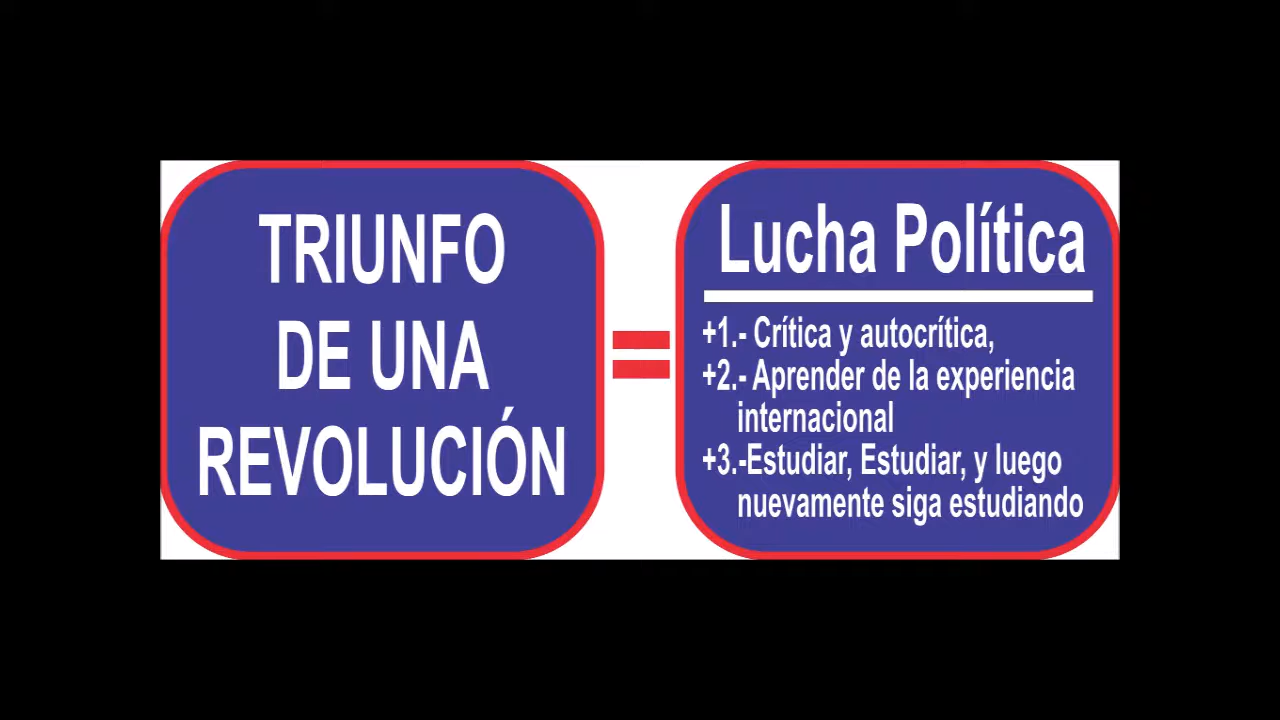 TRIUNFO
DE UNA
REVOLUCIÓN
=
Lucha Política
+1.- Crítica y autocrítica,
+2.- Aprender de la experiencia
internacional
+3.-Estudiar, Estudiar, y luego
nuevamente siga estudiando